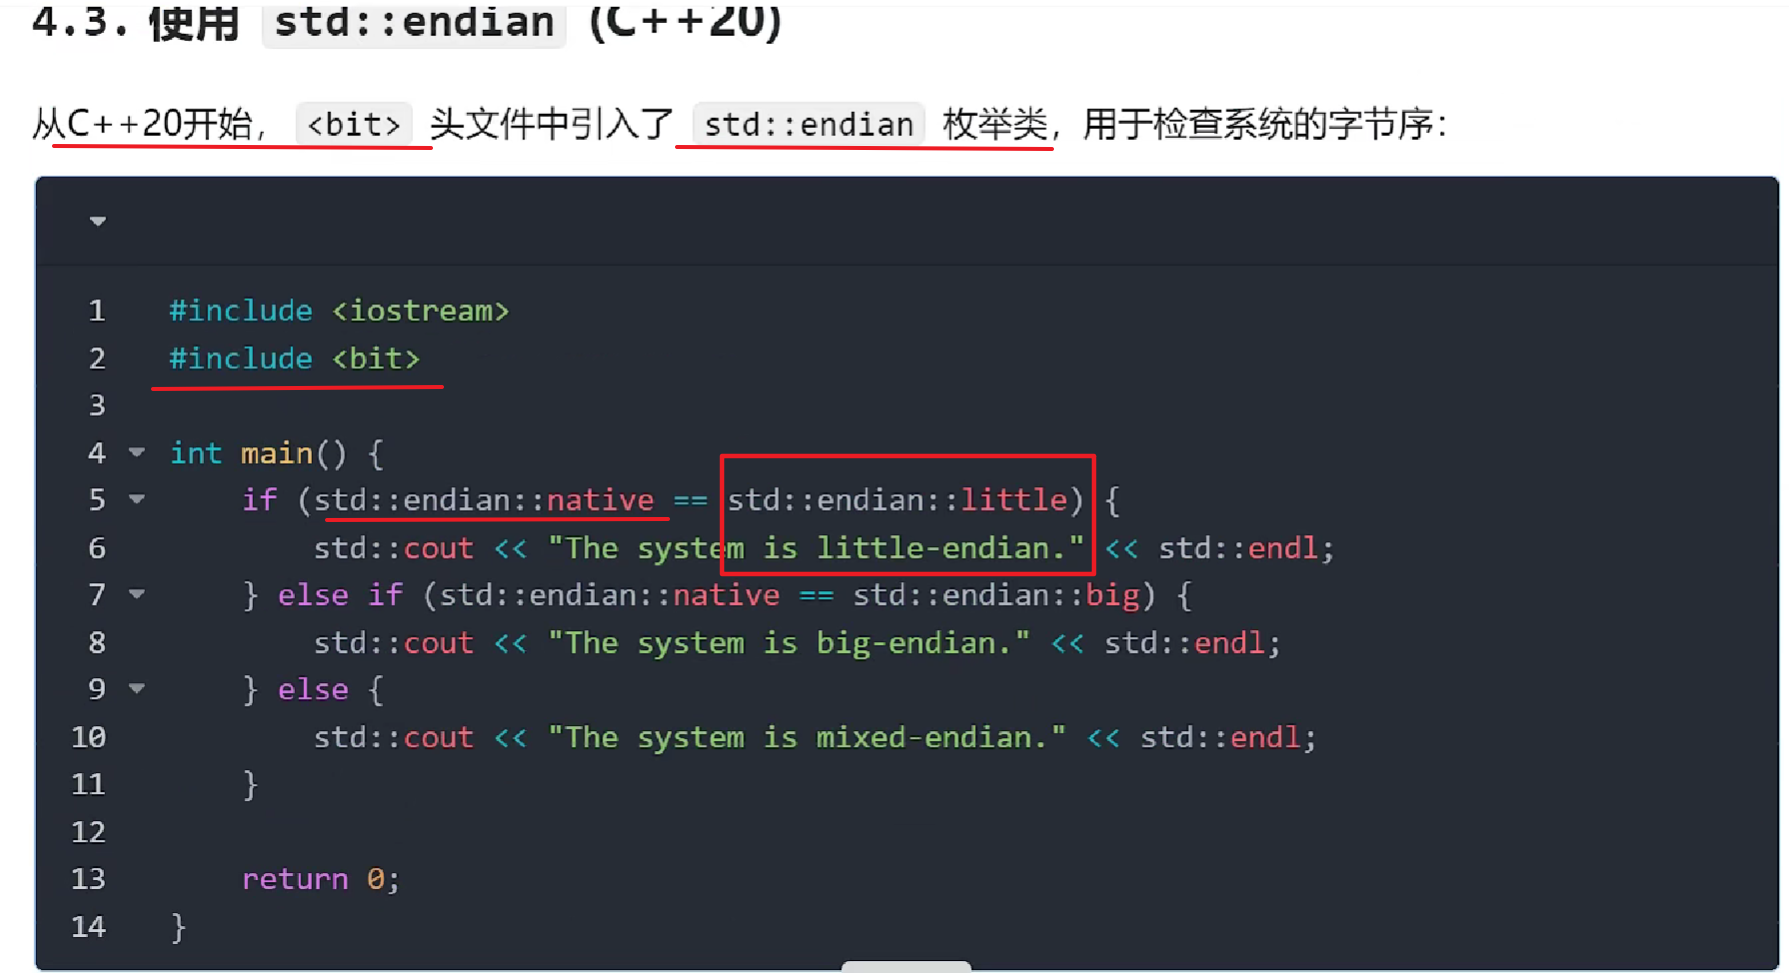 4.3. 使用 std::endian (C++20)
从C++20开始， <bit> 头文件中引入了 std::endian 枚举类，用于检查系统的字节序：
1 #include <iostream>
2 #include <bit>
3
4 int main() {
5     if (std::endian::native == std::endian::little) {
6         std::cout << "The system is little-endian." << std::endl;
7     } else if (std::endian::native == std::endian::big) {
8         std::cout << "The system is big-endian." << std::endl;
9     } else {
10         std::cout << "The system is mixed-endian." << std::endl;
11     }
12
13     return 0;
14 }